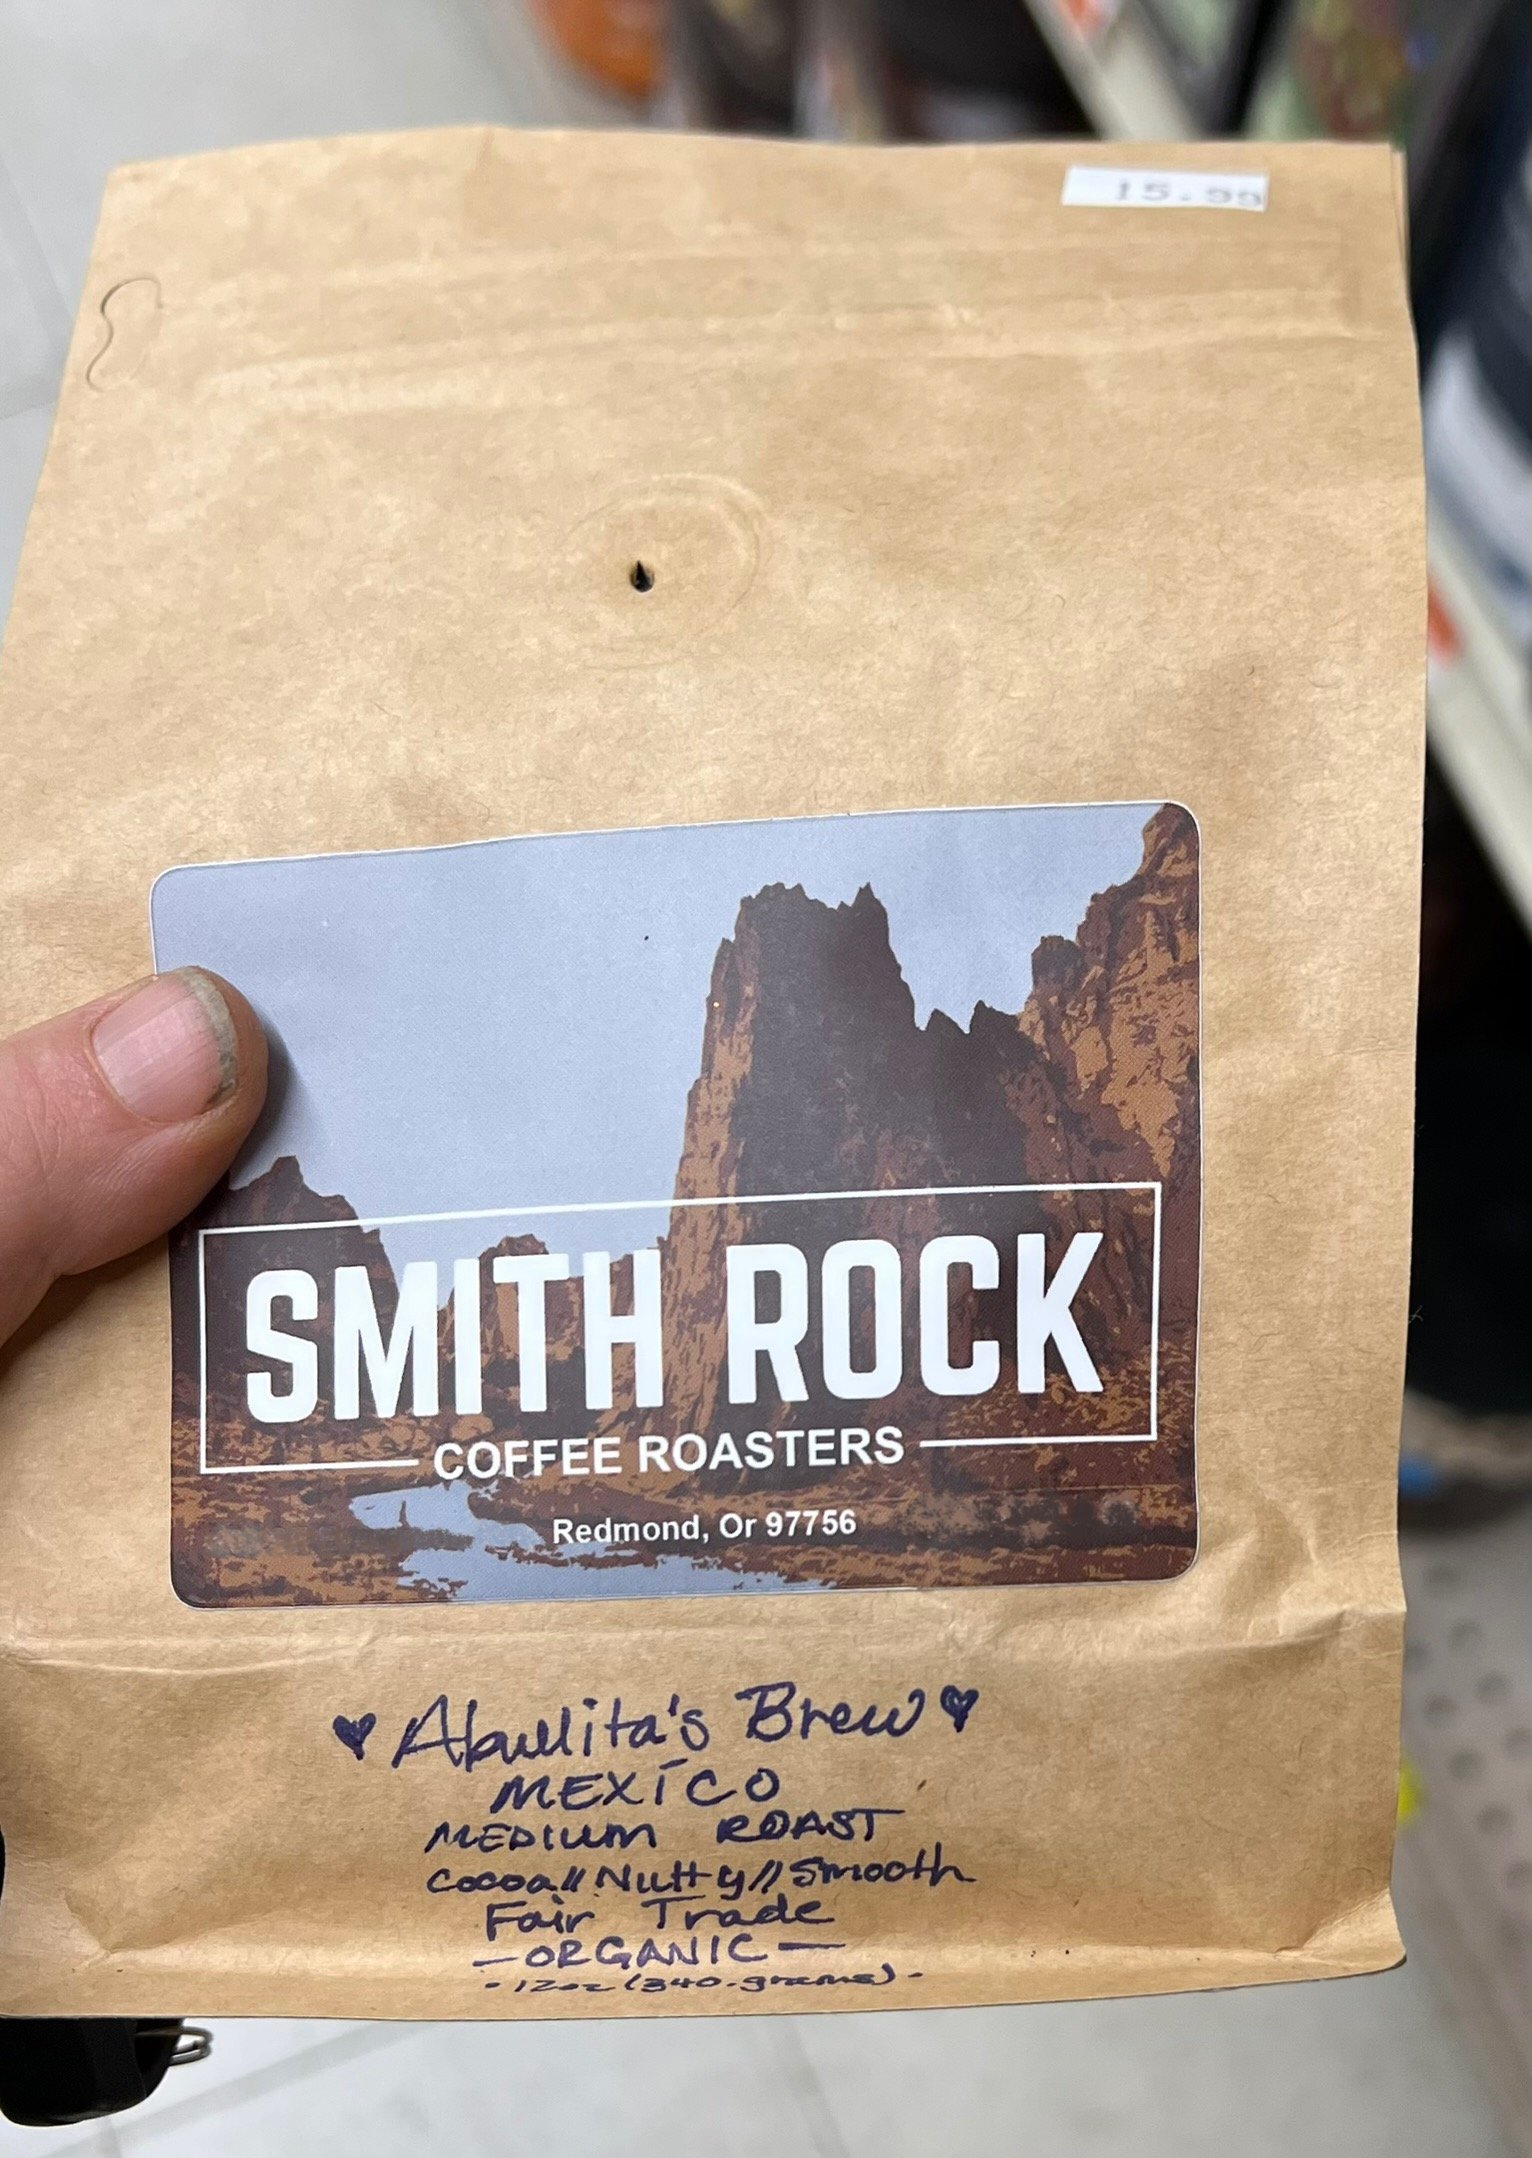 15.99
SMITH ROCK
COFFEE ROASTERS
Redmond, Or 97756
Abuelita's Brew
MEXICO
MEDIUM ROAST
cocoa//Nutty//Smooth
Fair Trade
-ORGANIC-
-12oz (340-grams)-